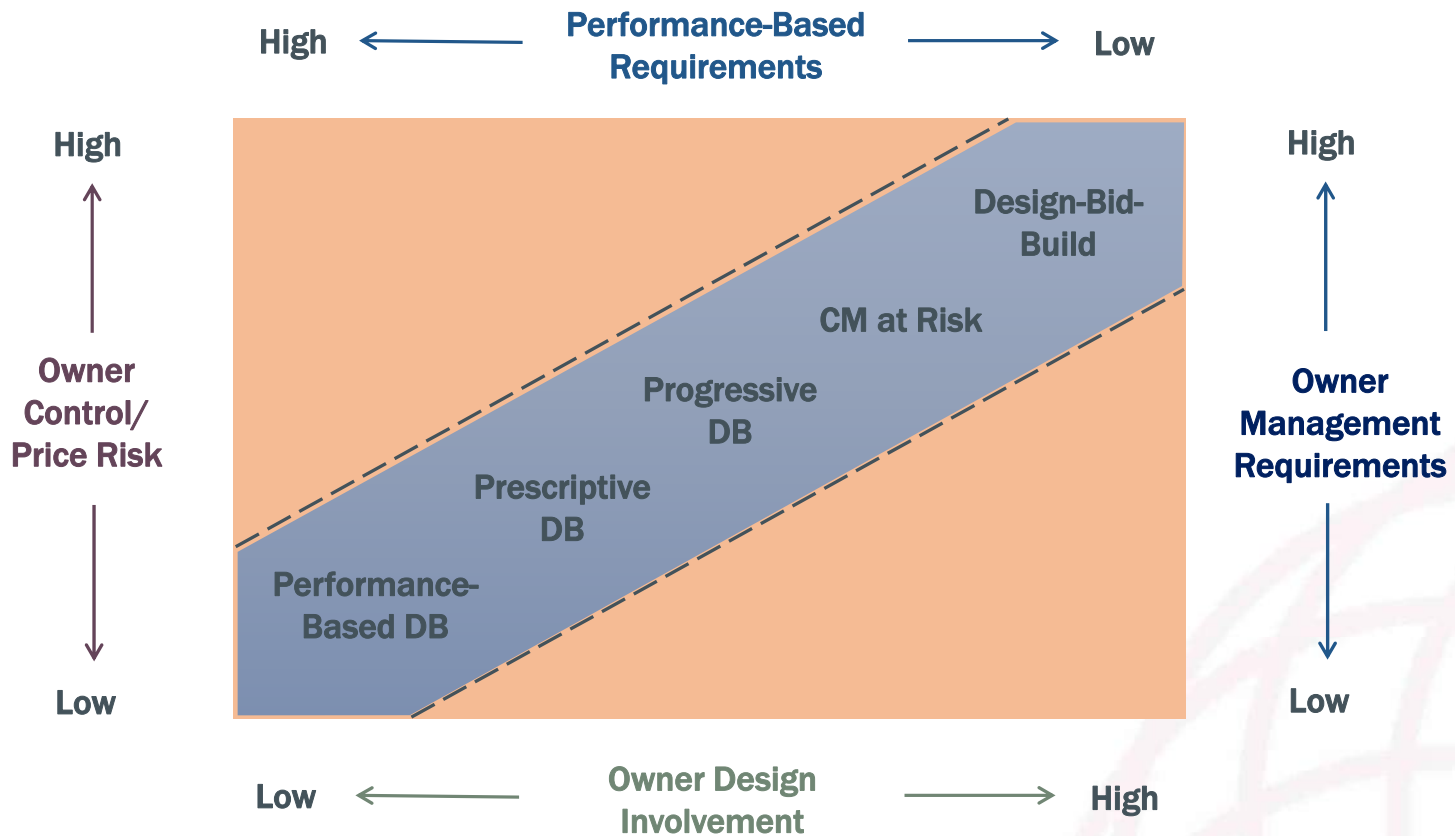 High
Performance-Based
Requirements
Low
High
High
Design-Bid-
Build
CM at Risk
Owner
Control/
Price Risk
Progressive
DB
Owner
Management
Requirements
Prescriptive
DB
Performance-
Based DB
Low
Low
Low
Owner Design
Involvement
High